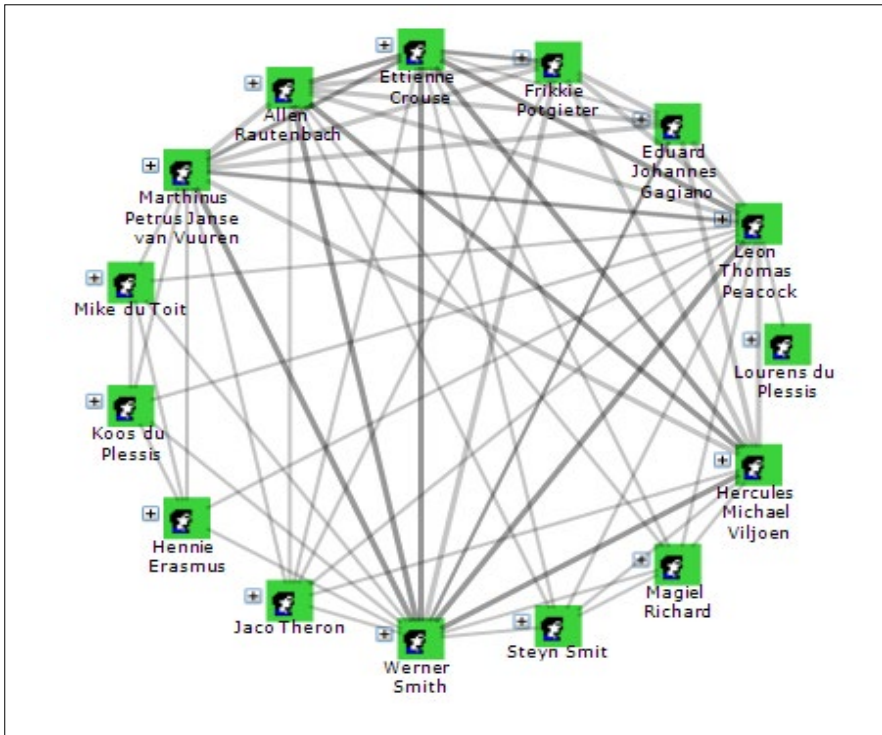 Ettienne
Crouse
Frikkie
Potgieter
Allen
Rautenbach
Eduard
Johannes
Gagiano
Marthinus
Petrus Janse
van Vuuren
Leon
Thomas
Peacock
Mike du Toit
Lourens du
Plessis
Koos du
Plessis
Hercules
Michael
Viljoen
Hennie
Erasmus
Magiel
Richard
Jaco Theron
Steyn Smit
Werner
Smith